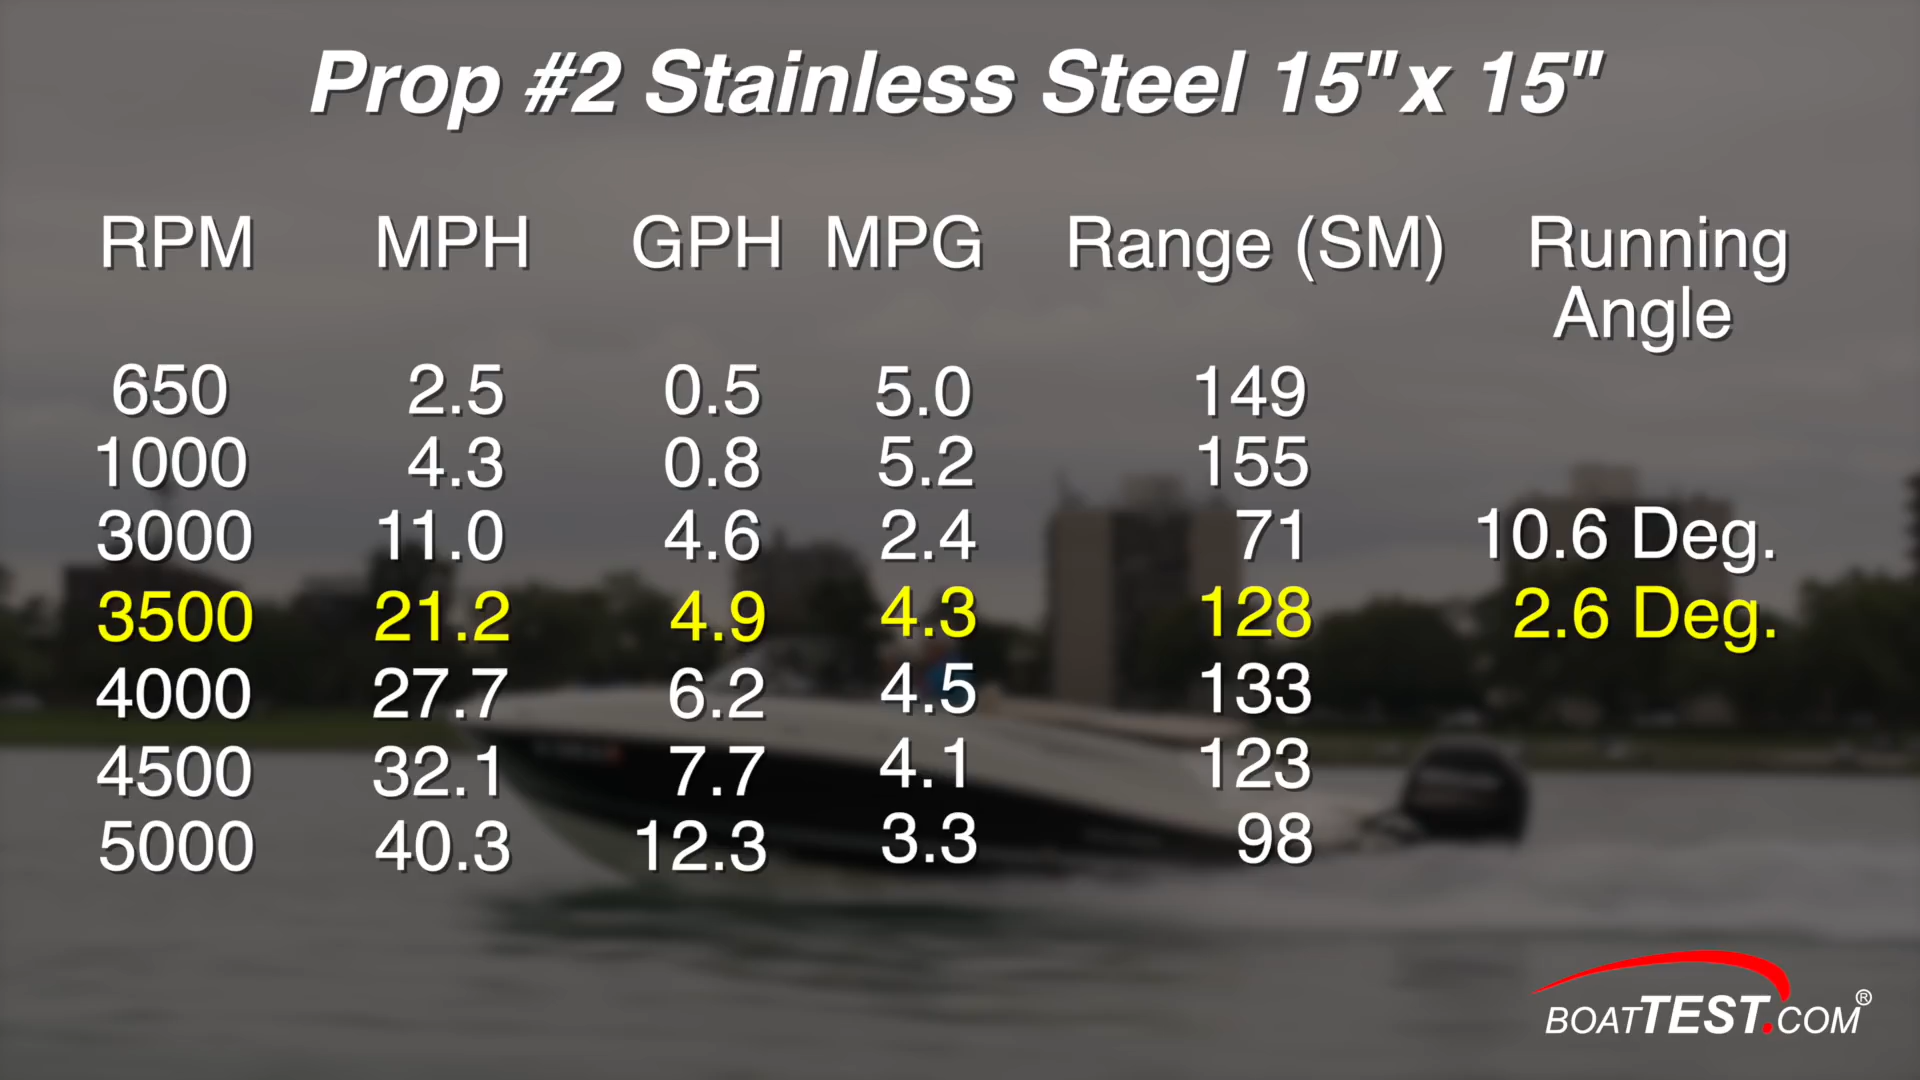 Prop #2 Stainless Steel 15"x 15"
RPM MPH GPH MPG Range (SM) Running Angle
650 2.5 0.5 5.0 149
1000 4.3 0.8 5.2 155
3000 11.0 4.6 2.4 71 10.6 Deg.
3500 21.2 4.9 4.3 128 2.6 Deg.
4000 27.7 6.2 4.5 133
4500 32.1 7.7 4.1 123
5000 40.3 12.3 3.3 98
BOATTEST.COM®